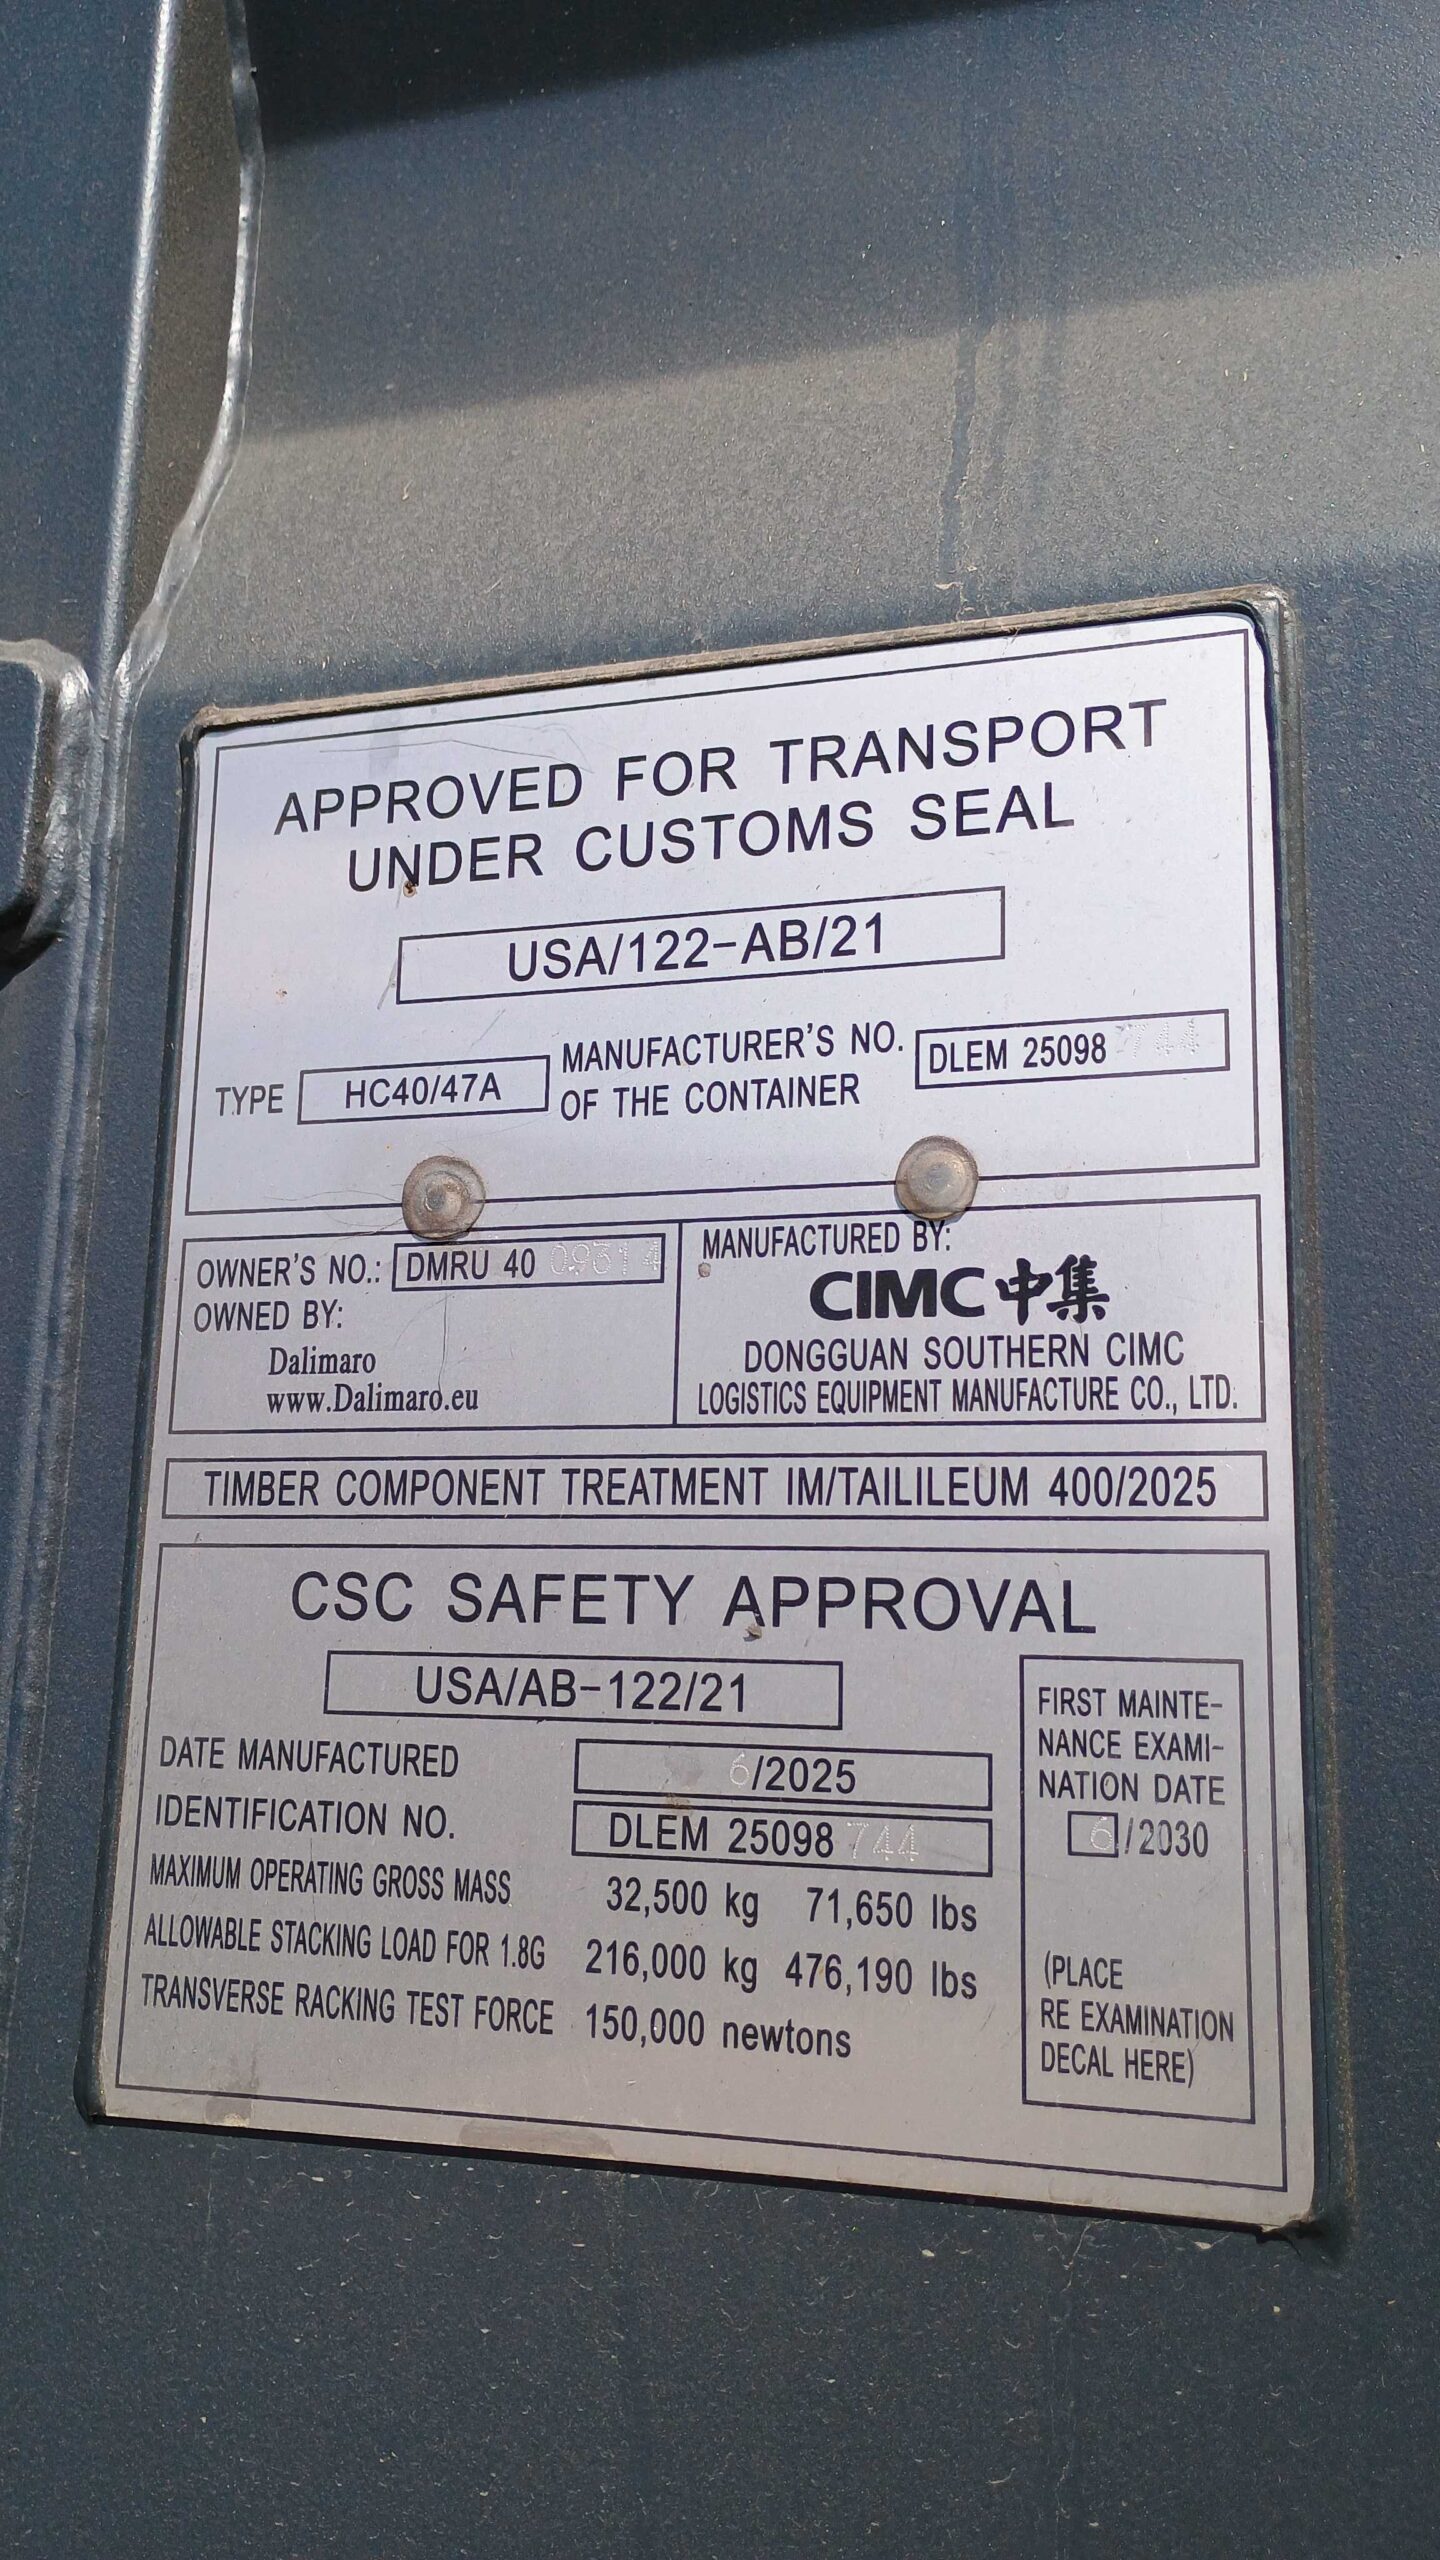 APPROVED FOR TRANSPORT
UNDER CUSTOMS SEAL
USA/122-AB/21
TYPE HC40/47A
MANUFACTURER'S NO.
OF THE CONTAINER
DLEM 25098 744
OWNER'S NO.: DMRU 40 09314
OWNED BY:
Dalimaro
www.Dalimaro.eu
MANUFACTURED BY:
CIMC 中集
DONGGUAN SOUTHERN CIMC
LOGISTICS EQUIPMENT MANUFACTURE CO., LTD.
TIMBER COMPONENT TREATMENT IM/TAILILEUM 400/2025
CSC SAFETY APPROVAL
USA/AB-122/21
DATE MANUFACTURED 6/2025
IDENTIFICATION NO. DLEM 25098 744
MAXIMUM OPERATING GROSS MASS 32,500 kg 71,650 lbs
ALLOWABLE STACKING LOAD FOR 1.8G 216,000 kg 476,190 lbs
TRANSVERSE RACKING TEST FORCE 150,000 newtons
FIRST MAINTE-
NANCE EXAMI-
NATION DATE
6/2030
(PLACE
RE EXAMINATION
DECAL HERE)